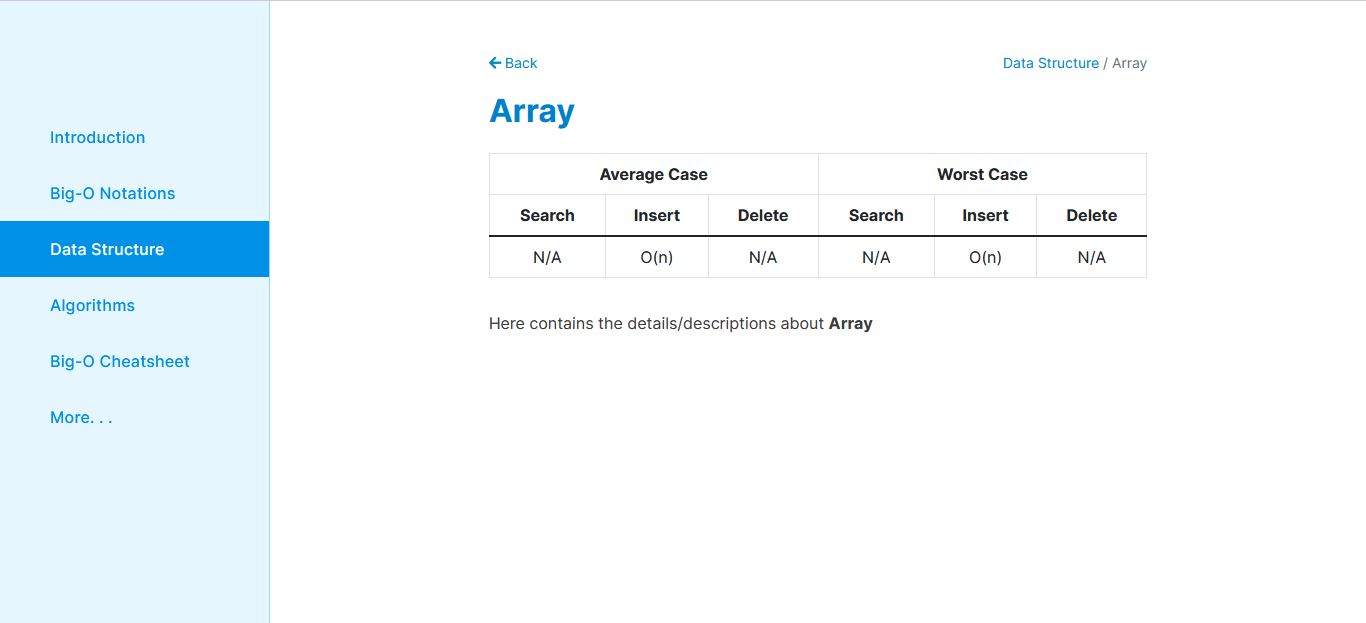 Introduction
Big-O Notations
Data Structure
Algorithms
Big-O Cheatsheet
More. . .
Back
Data Structure / Array
Array
Average Case Worst Case
Search Insert Delete Search Insert Delete
N/A O(n) N/A N/A O(n) N/A
Here contains the details/descriptions about Array